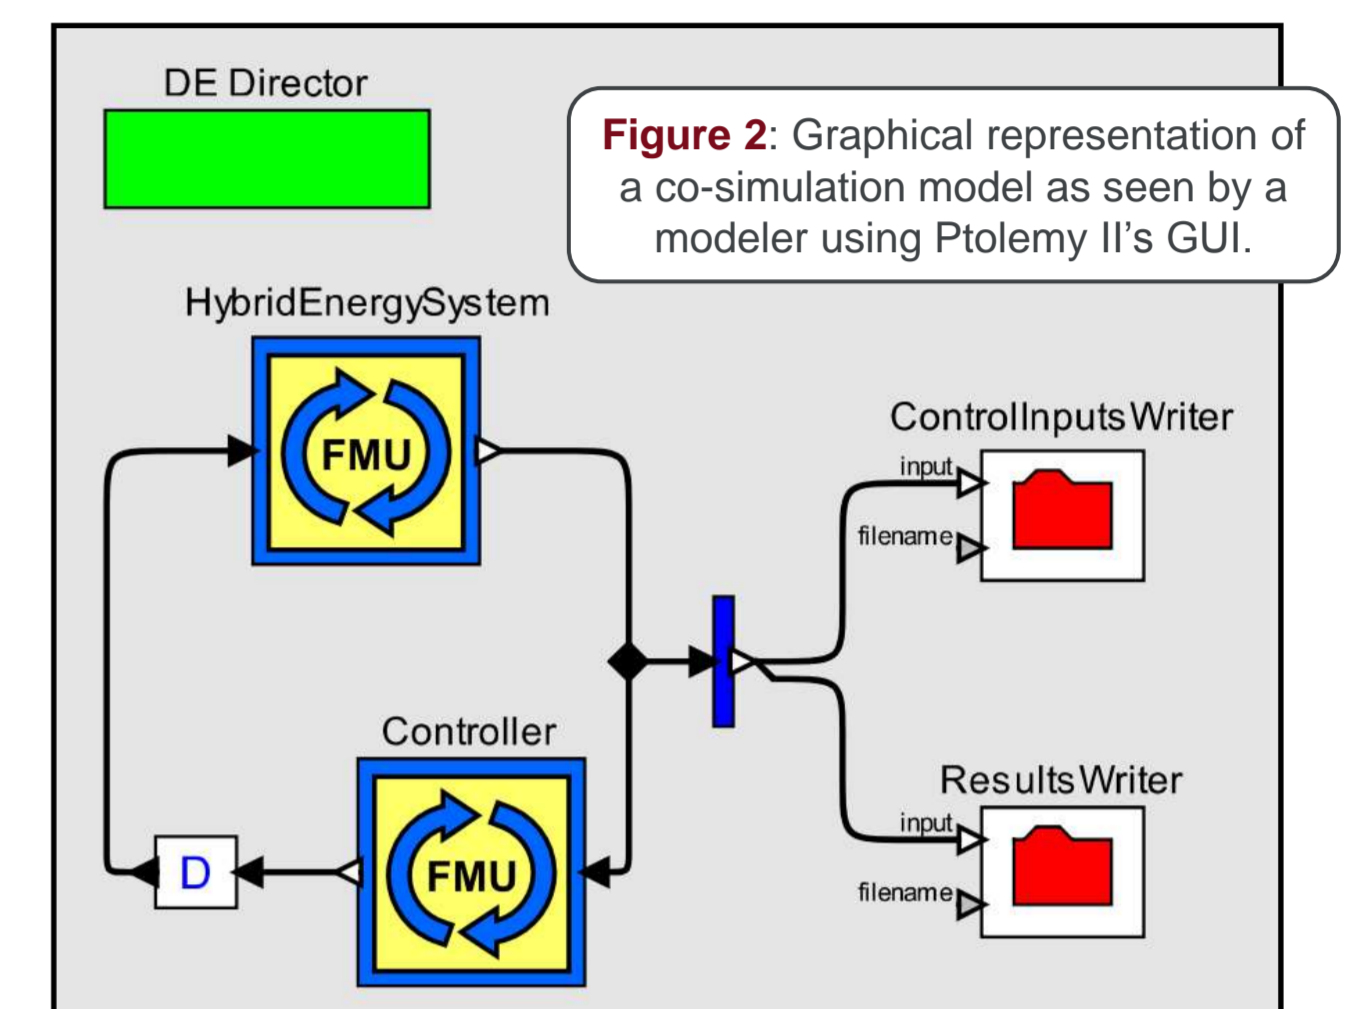 DE Director
Figure 2: Graphical representation of
a co-simulation model as seen by a
modeler using Ptolemy II’s GUI.
HybridEnergySystem
FMU
ControlInputsWriter
input
filename
Controller
FMU
D
ResultsWriter
input
filename